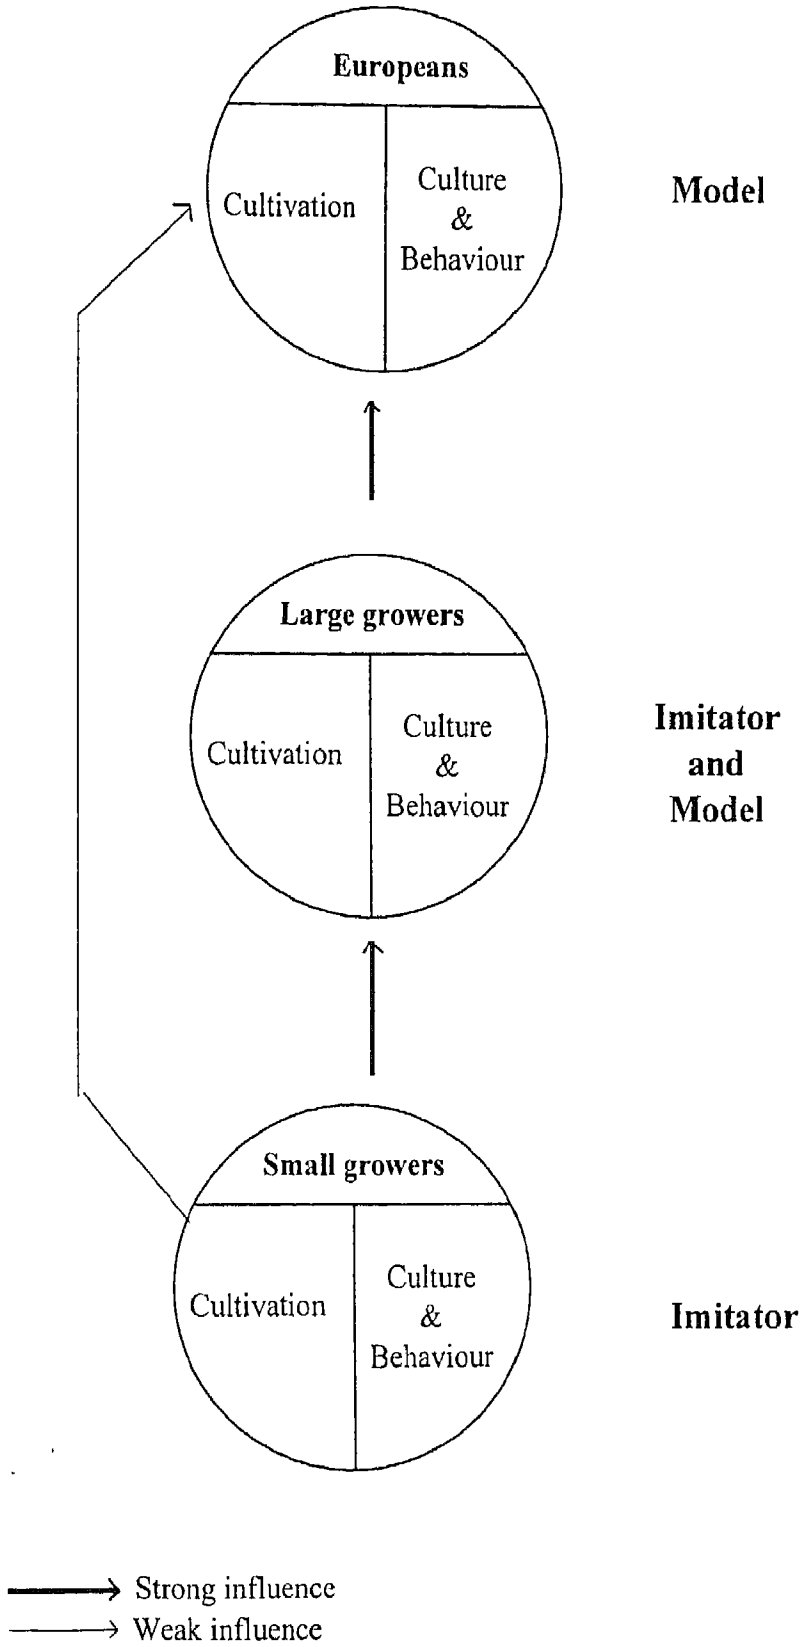 Europeans
Cultivation
Culture
&
Behaviour
Model
Large growers
Cultivation
Culture
&
Behaviour
Imitator
and
Model
Small growers
Cultivation
Culture
&
Behaviour
Imitator
Strong influence
Weak influence